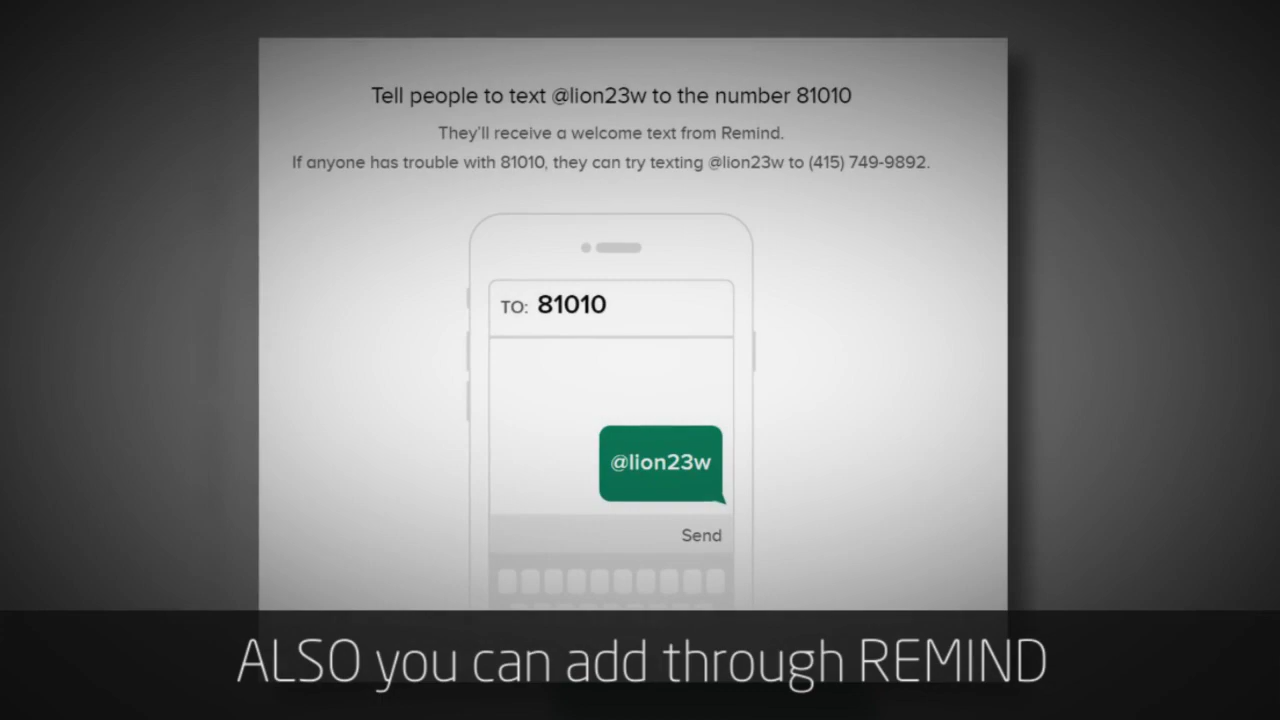 Tell people to text @lion23w to the number 81010
They'll receive a welcome text from Remind.
If anyone has trouble with 81010, they can try texting @lion23w to (415) 749-9892.
TO: 81010
@lion23w
Send
ALSO you can add through REMIND